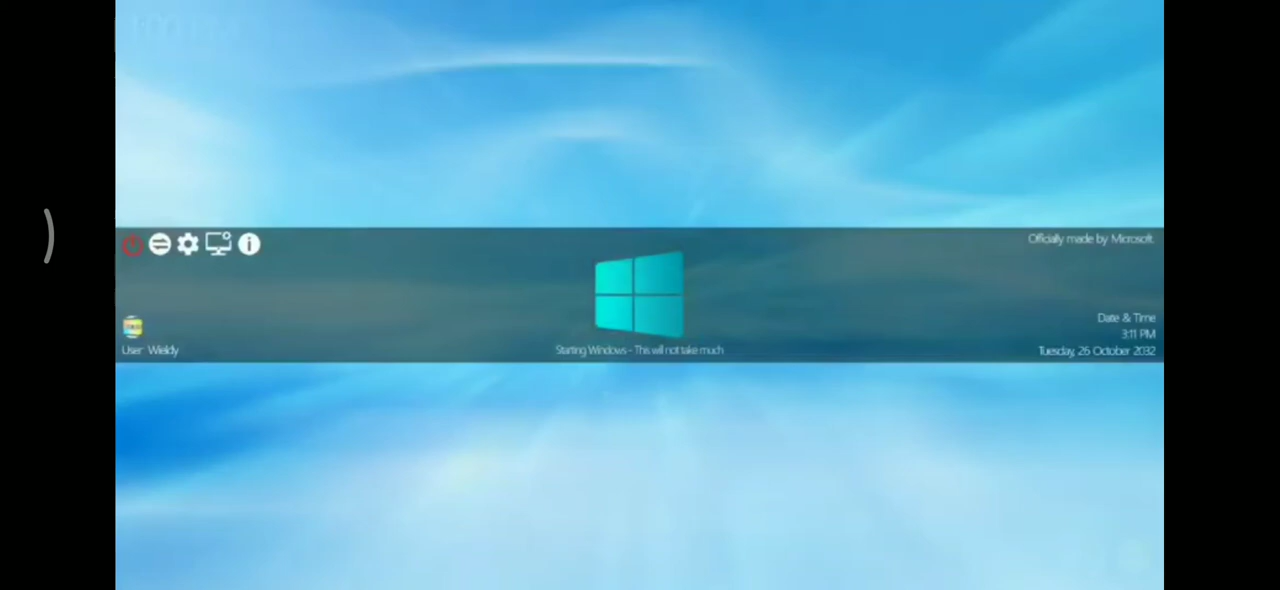 Officially made by Microsoft.
Date & Time
3:11 PM
User: Wieldy
Starting Windows - This will not take much
Tuesday, 26 October 2032